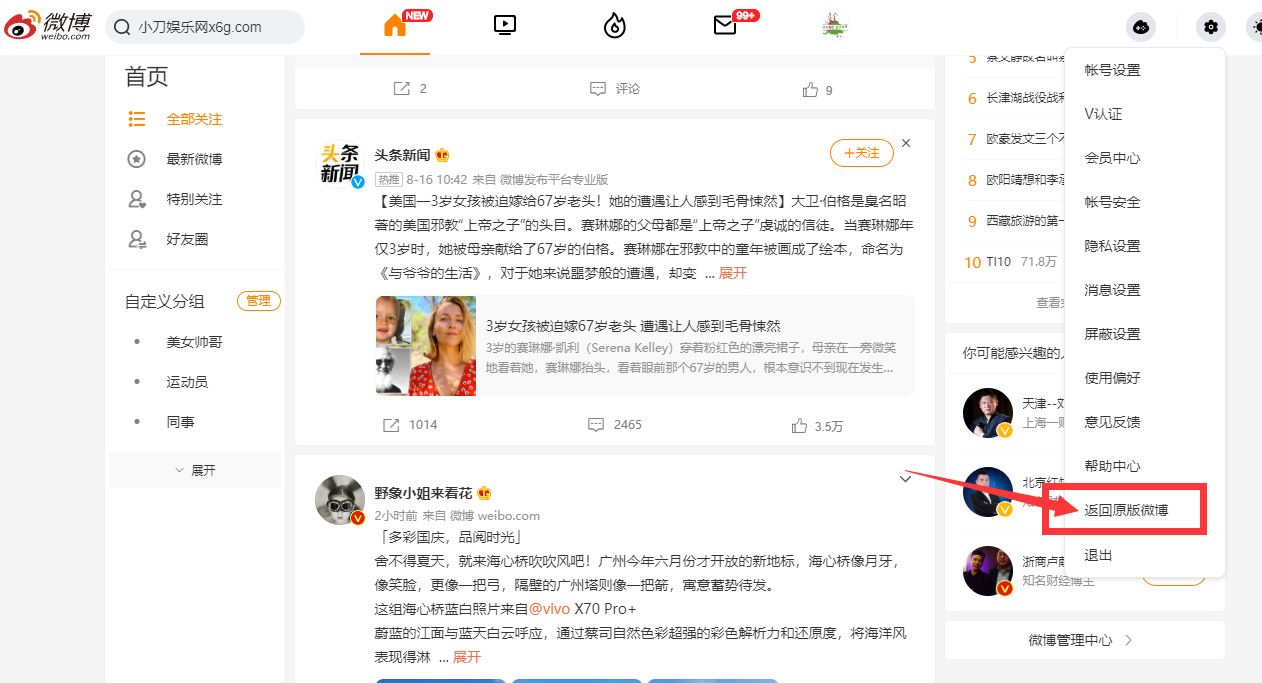 微博
weibo.com
小刀娱乐网x6g.com
NEW
99+
首页
全部关注
最新微博
特别关注
好友圈
自定义分组 管理
美女帅哥
运动员
同事
展开
2 评论 9
头条新闻
头条新闻
+关注
热推 8-16 10:42 来自 微博发布平台专业版
【美国—3岁女孩被迫嫁给67岁老头！她的遭遇让人感到毛骨悚然】大卫·伯格是臭名昭
著的美国邪教“上帝之子”的头目。赛琳娜的父母都是“上帝之子”虔诚的信徒。当赛琳娜年
仅3岁时，她被母亲献给了67岁的伯格。赛琳娜在邪教中的童年被画成了绘本，命名为
《与爷爷的生活》，对于她来说噩梦般的遭遇，却变 ... 展开
3岁女孩被迫嫁67岁老头 遭遇让人感到毛骨悚然
3岁的赛琳娜·凯利（Serena Kelley）穿着粉红色的漂亮裙子，母亲在一旁微笑
地看着她，赛琳娜抬头，看着眼前那个67岁的男人，根本意识不到现在发生...
1014 2465 3.5万
野象小姐来看花
2小时前 来自 微博 weibo.com
「多彩国庆，品阅时光」
舍不得夏天，就来海心桥吹吹风吧！广州今年六月份才开放的新地标，海心桥像月牙，
像笑脸，更像一把弓，隔壁的广州塔则像一把箭，寓意蓄势待发。
这组海心桥蓝白照片来自@vivo X70 Pro+
蔚蓝的江面与蓝天白云呼应，通过蔡司自然色彩超强的彩色解析力和还原度，将海洋风
表现得淋 ... 展开
5
6 长津湖战役战
7 欧豪发文三个不
8 欧阳靖想和李
9 西藏旅游的第一
10 TI10 71.8万
查看
你可能感兴趣的
天津--
上海一
北京红
浙商卢
知名财经博主
微博管理中心
帐号设置
V认证
会员中心
帐号安全
隐私设置
消息设置
屏蔽设置
使用偏好
意见反馈
帮助中心
返回原版微博
退出